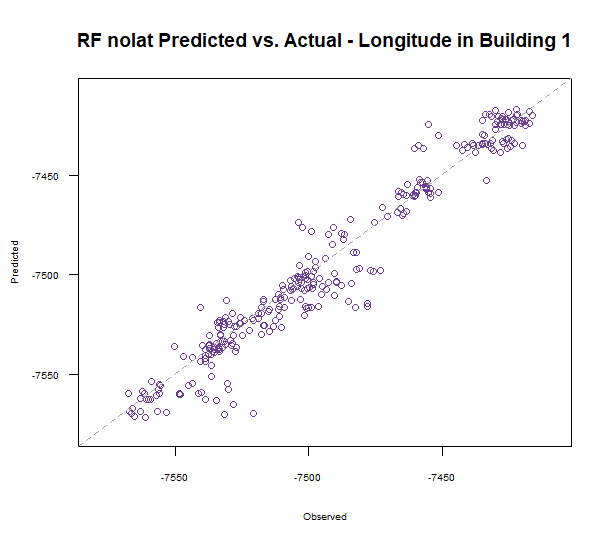 RF nolat Predicted vs. Actual - Longitude in Building 1
Predicted
-7450
-7500
-7550
-7550 -7500 -7450
Observed